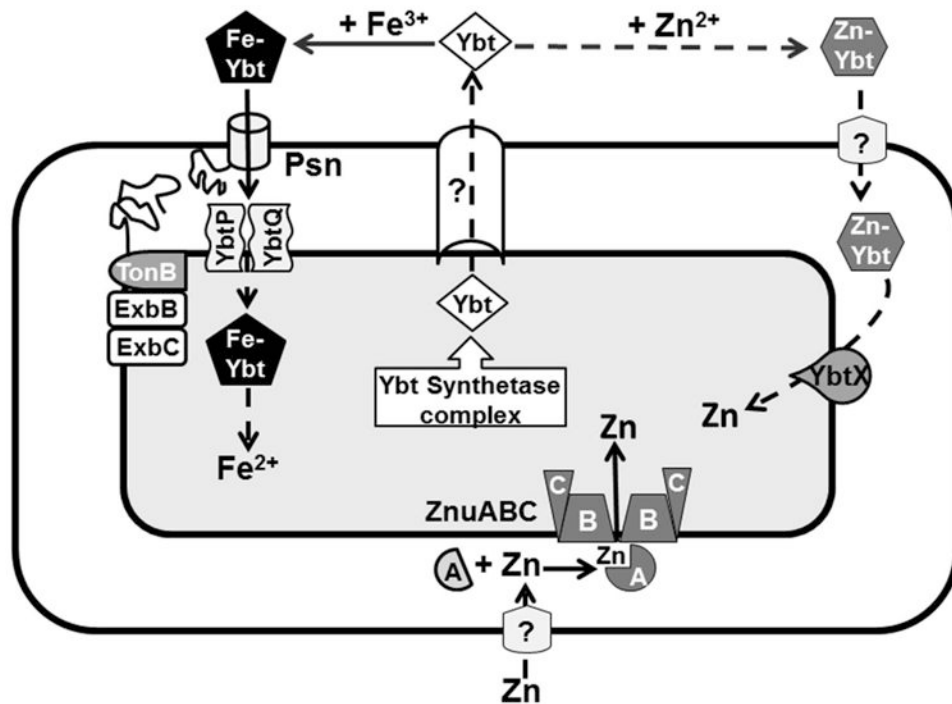 + Fe³⁺
+ Zn²⁺
Fe-
Ybt
Ybt
Zn-
Ybt
?
Psn
?
YbtP
YbtQ
Zn-
Ybt
TonB
ExbB
ExbC
Ybt
Fe-
Ybt
Ybt Synthetase
complex
YbtX
Zn
Zn
Fe²⁺
C
C
ZnuABC
B
B
A
+ Zn
Zn
A
?
Zn